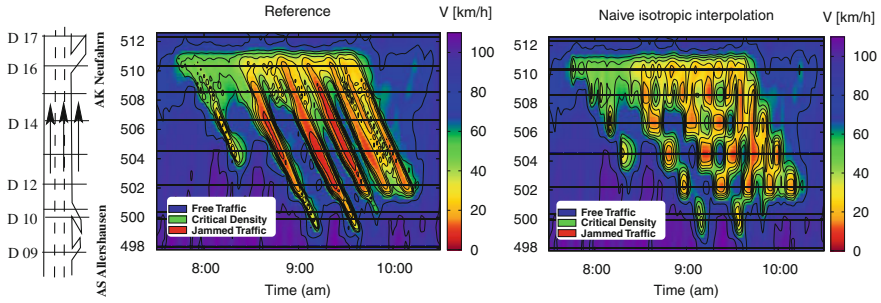 D 17
D 16
D 14
D 12
D 10
D 09
AK Neufahrn
AS Allershausen
Reference
V [km/h]
512
510
508
506
504
502
500
498
Free Traffic
Critical Density
Jammed Traffic
8:00
9:00
10:00
Time (am)
100
80
60
40
20
0
Naive isotropic interpolation
V [km/h]
512
510
508
506
504
502
500
498
Free Traffic
Critical Density
Jammed Traffic
8:00
9:00
10:00
Time (am)
100
80
60
40
20
0